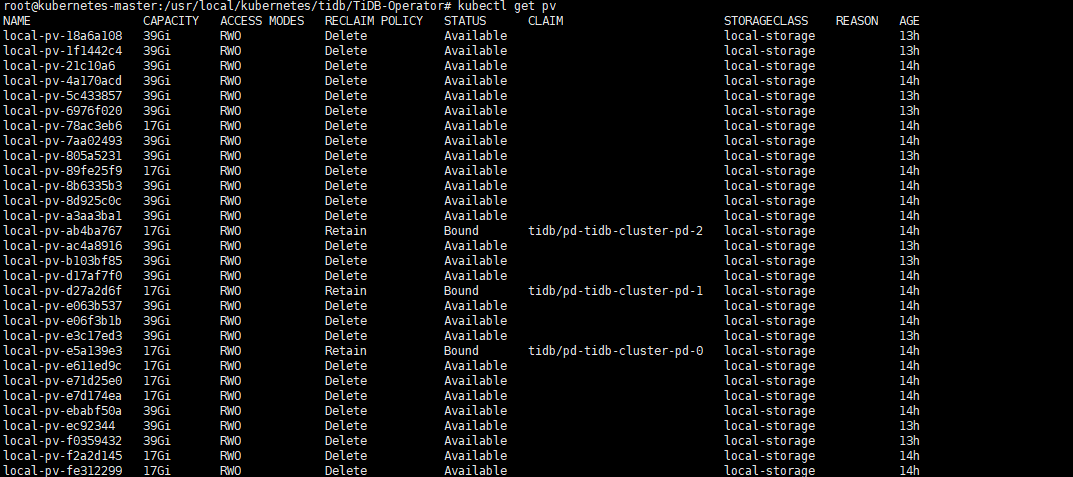 root@kubernetes-master:/usr/local/kubernetes/tidb/TiDB-Operator# kubectl get pv
NAME CAPACITY ACCESS MODES RECLAIM POLICY STATUS CLAIM STORAGECLASS REASON AGE
local-pv-18a6a108 39Gi RWO Delete Available local-storage 13h
local-pv-1f1442c4 39Gi RWO Delete Available local-storage 13h
local-pv-21c10a6 39Gi RWO Delete Available local-storage 14h
local-pv-4a170acd 39Gi RWO Delete Available local-storage 14h
local-pv-5c433857 39Gi RWO Delete Available local-storage 13h
local-pv-6976f020 39Gi RWO Delete Available local-storage 13h
local-pv-78ac3eb6 17Gi RWO Delete Available local-storage 14h
local-pv-7aa02493 39Gi RWO Delete Available local-storage 14h
local-pv-805a5231 39Gi RWO Delete Available local-storage 13h
local-pv-89fe25f9 17Gi RWO Delete Available local-storage 14h
local-pv-8b6335b3 39Gi RWO Delete Available local-storage 14h
local-pv-8d925c0c 39Gi RWO Delete Available local-storage 14h
local-pv-a3aa3ba1 39Gi RWO Delete Available local-storage 14h
local-pv-ab4ba767 17Gi RWO Retain Bound tidb/pd-tidb-cluster-pd-2 local-storage 14h
local-pv-ac4a8916 39Gi RWO Delete Available local-storage 13h
local-pv-b103bf85 39Gi RWO Delete Available local-storage 14h
local-pv-d17af7f0 39Gi RWO Delete Available local-storage 14h
local-pv-d27a2d6f 17Gi RWO Retain Bound tidb/pd-tidb-cluster-pd-1 local-storage 14h
local-pv-e063b537 39Gi RWO Delete Available local-storage 14h
local-pv-e06f3b1b 39Gi RWO Delete Available local-storage 14h
local-pv-e3c17ed3 39Gi RWO Delete Available local-storage 13h
local-pv-e5a139e3 17Gi RWO Retain Bound tidb/pd-tidb-cluster-pd-0 local-storage 14h
local-pv-e611ed9c 17Gi RWO Delete Available local-storage 14h
local-pv-e71d25e0 17Gi RWO Delete Available local-storage 14h
local-pv-e7d174ea 17Gi RWO Delete Available local-storage 14h
local-pv-ebabf50a 39Gi RWO Delete Available local-storage 14h
local-pv-ec92344 39Gi RWO Delete Available local-storage 13h
local-pv-f0359432 39Gi RWO Delete Available local-storage 13h
local-pv-f2a2d145 17Gi RWO Delete Available local-storage 14h
local-pv-fe312299 17Gi RWO Delete Available local-storage 14h